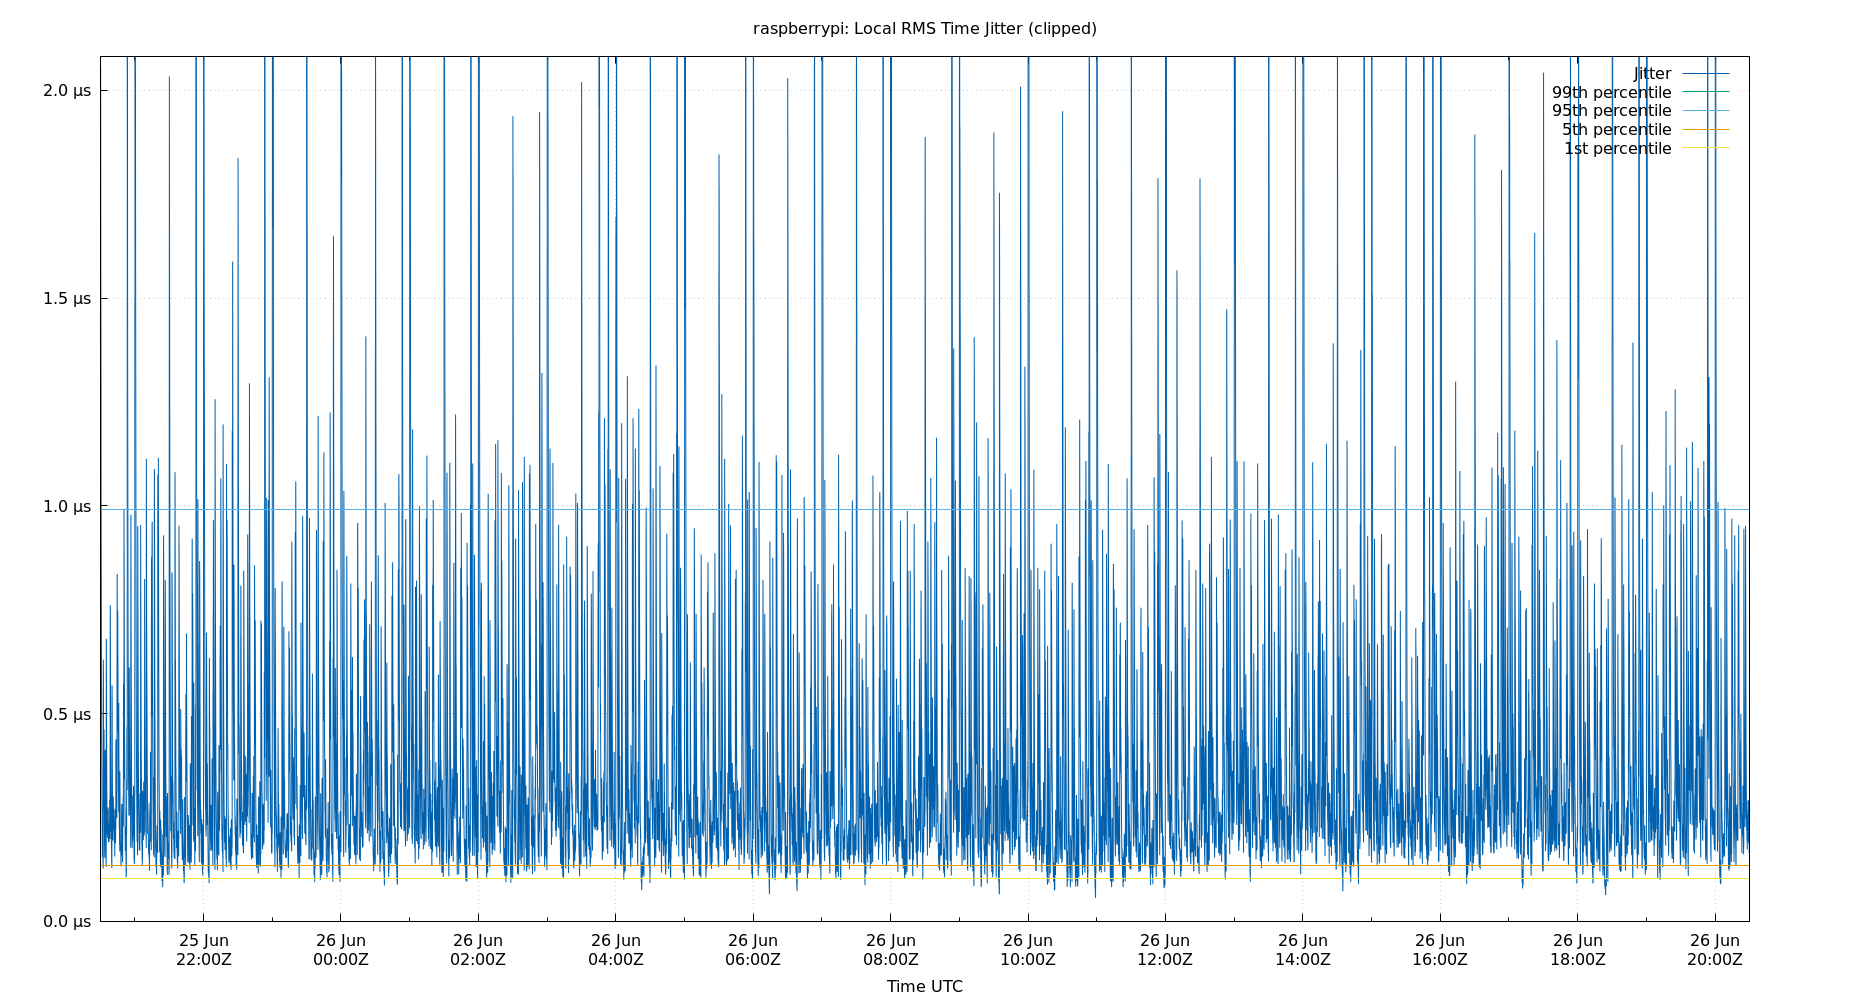 raspberrypi: Local RMS Time Jitter (clipped)
2.0 µs
1.5 µs
1.0 µs
0.5 µs
0.0 µs
Jitter
99th percentile
95th percentile
5th percentile
1st percentile
25 Jun 26 Jun 26 Jun 26 Jun 26 Jun 26 Jun 26 Jun 26 Jun 26 Jun 26 Jun 26 Jun 26 Jun
22:00Z 00:00Z 02:00Z 04:00Z 06:00Z 08:00Z 10:00Z 12:00Z 14:00Z 16:00Z 18:00Z 20:00Z
Time UTC